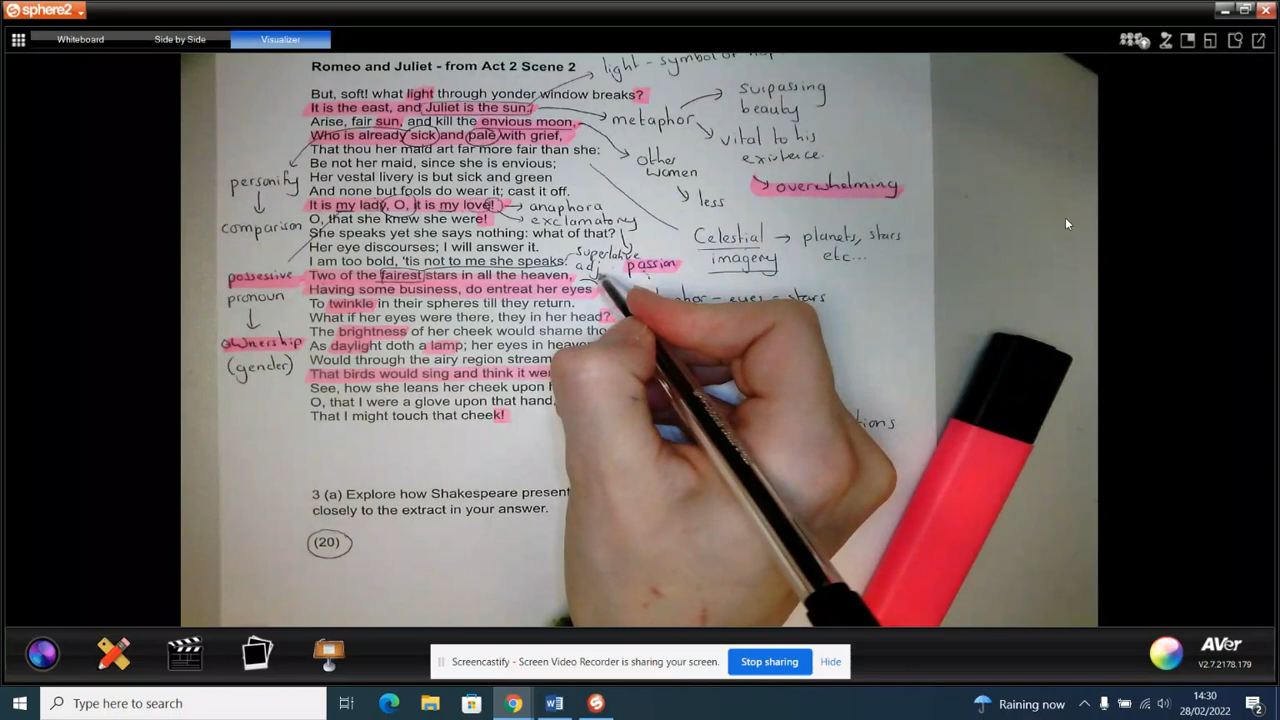 sphere2
Whiteboard
Side by Side
Visualizer
Romeo and Juliet - from Act 2 Scene 2
But, soft! what light through yonder window breaks?
It is the east, and Juliet is the sun.
Arise, fair sun, and kill the envious moon,
Who is already sick and pale with grief,
That thou her maid art far more fair than she:
Be not her maid, since she is envious;
Her vestal livery is but sick and green
And none but fools do wear it; cast it off.
It is my lady, O, it is my love!
O, that she knew she were!
She speaks yet she says nothing: what of that?
Her eye discourses; I will answer it.
I am too bold, 'tis not to me she speaks:
Two of the fairest stars in all the heaven,
Having some business, do entreat her eyes
To twinkle in their spheres till they return.
What if her eyes were there, they in her head?
The brightness of her cheek would shame tho
As daylight doth a lamp; her eyes in heave
Would through the airy region stream
That birds would sing and think it wer
See, how she leans her cheek upon h
O, that I were a glove upon that hand,
That I might touch that cheek!
light - symbol of
metaphor
surpassing
beauty
vital to his
existence.
overwhelming
other
women
less
personify
comparison
possessive
pronoun
ownership
(gender)
anaphora
exclamatory
superlative
adj
passion
Celestial
imagery
planets, stars
etc...
phor - eyes - stars
tions
3 (a) Explore how Shakespeare present
closely to the extract in your answer.
(20)
Screencastify - Screen Video Recorder is sharing your screen.
Stop sharing
Hide
AVer
V2.7.2178.179
Type here to search
Raining now
14:30
28/02/2022
2